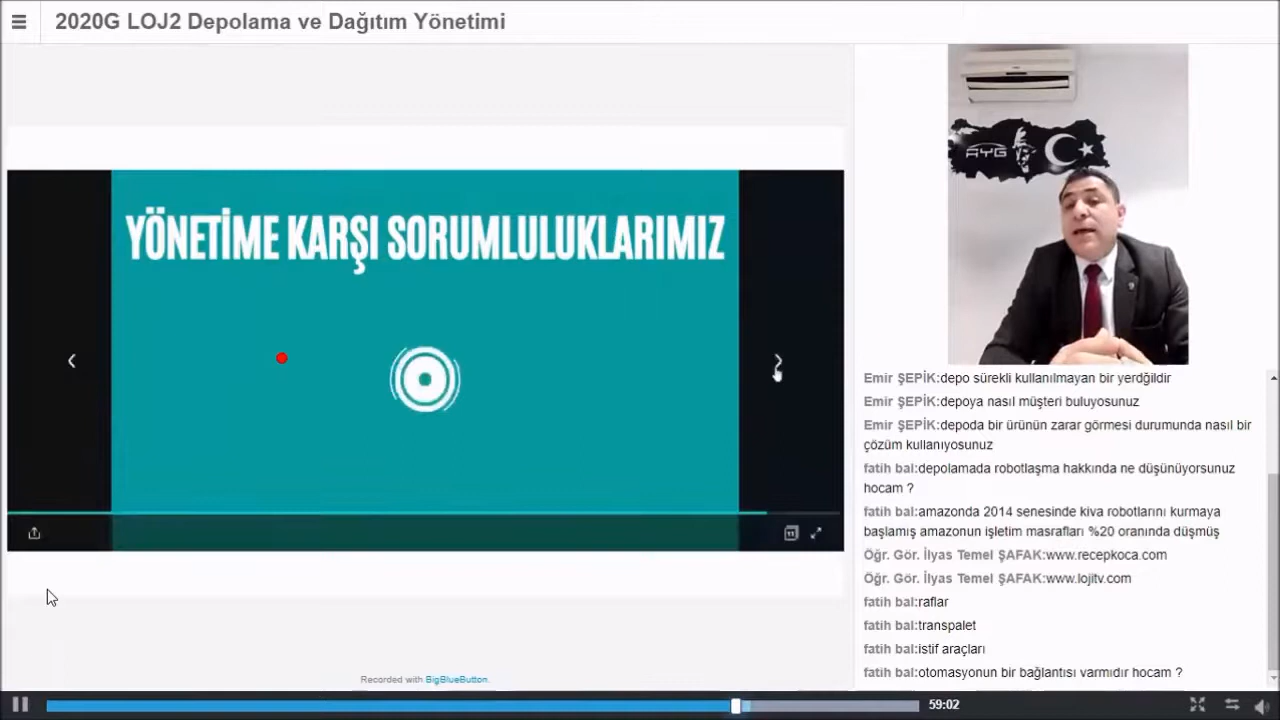 2020G LOJ2 Depolama ve Dağıtım Yönetimi
YÖNETİME KARŞI SORUMLULUKLARIMIZ
AYG
Emir ŞEPİK:depo sürekli kullanılmayan bir yerdğildir
Emir ŞEPİK:depoya nasıl müşteri buluyosunuz
Emir ŞEPİK:depoda bir ürünün zarar görmesi durumunda nasıl bir
çözüm kullanıyosunuz
fatih bal:depolamada robotlaşma hakkında ne düşünüyorsunuz
hocam ?
fatih bal:amazonda 2014 senesinde kiva robotlarını kurmaya
başlamış amazonun işletim masrafları %20 oranında düşmüş
Öğr. Gör. İlyas Temel ŞAFAK:www.recepkoca.com
Öğr. Gör. İlyas Temel ŞAFAK:www.lojitv.com
fatih bal:raflar
fatih bal:transpalet
fatih bal:istif araçları
fatih bal:otomasyonun bir bağlantısı varmıdır hocam ?
Recorded with BigBlueButton.
59:02